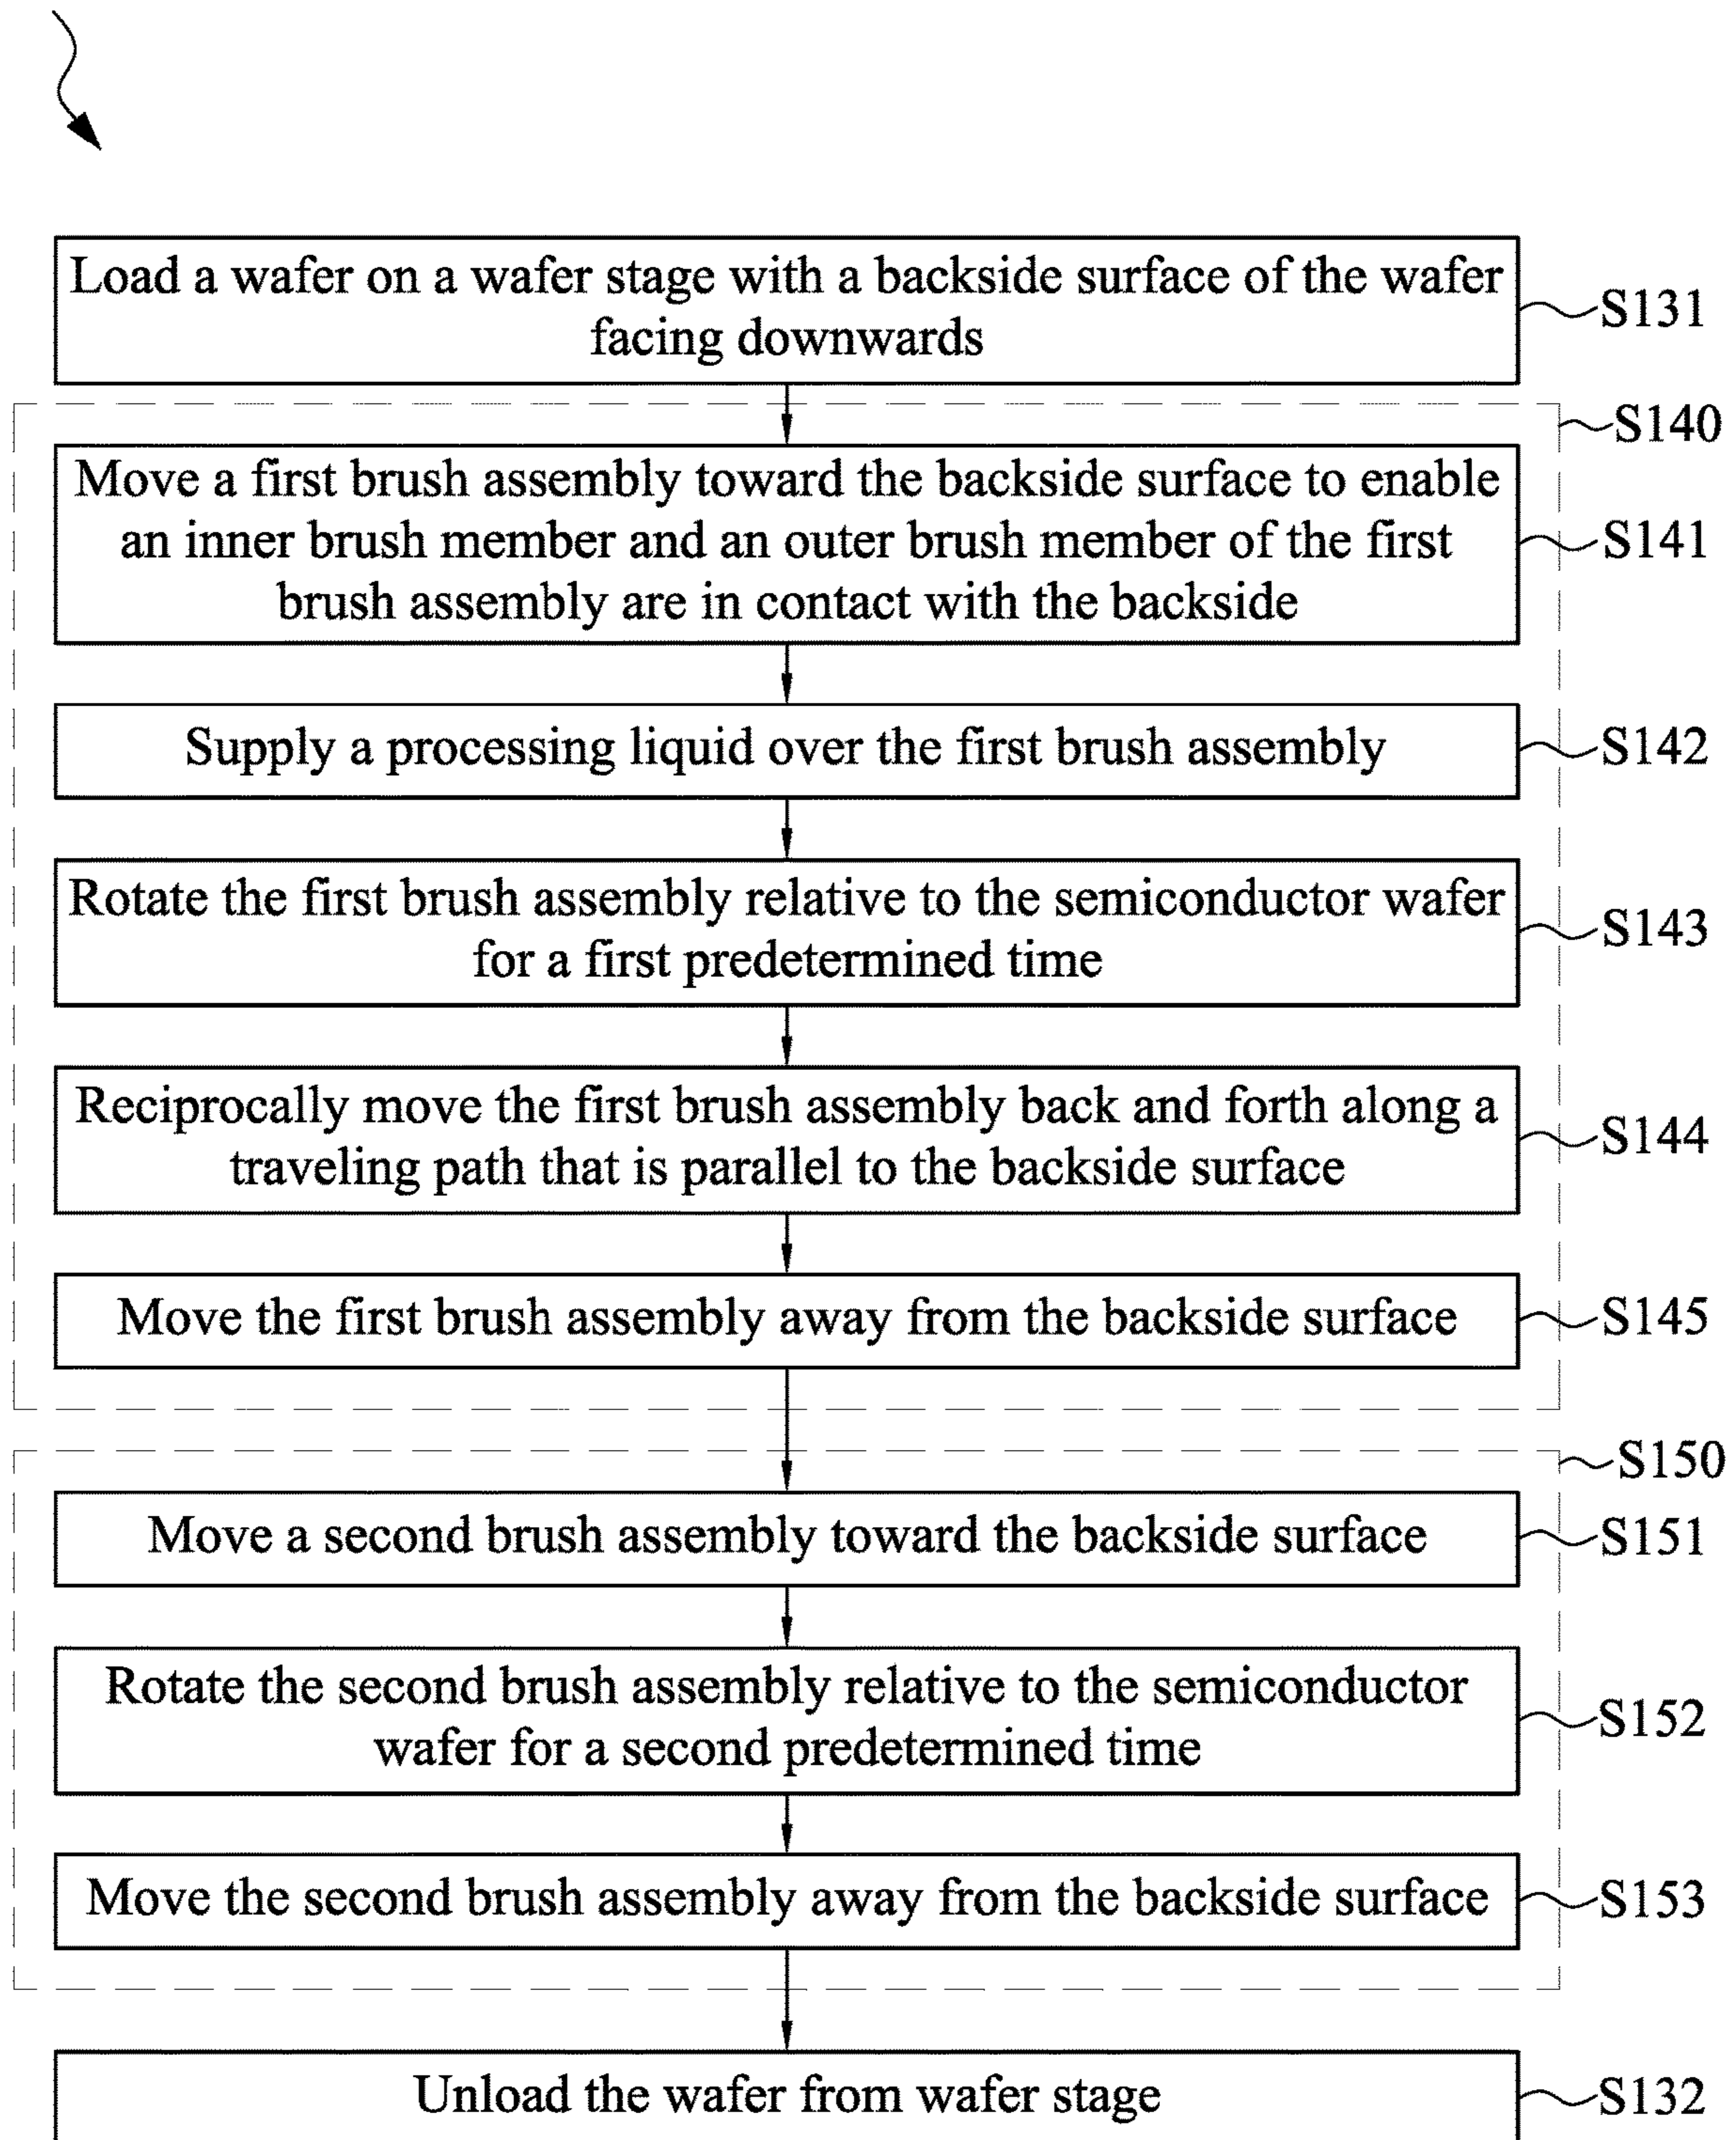 Load a wafer on a wafer stage with a backside surface of the wafer
facing downwards
S131
S140
Move a first brush assembly toward the backside surface to enable
an inner brush member and an outer brush member of the first
brush assembly are in contact with the backside
S141
Supply a processing liquid over the first brush assembly
S142
Rotate the first brush assembly relative to the semiconductor wafer
for a first predetermined time
S143
Reciprocally move the first brush assembly back and forth along a
traveling path that is parallel to the backside surface
S144
Move the first brush assembly away from the backside surface
S145
S150
Move a second brush assembly toward the backside surface
S151
Rotate the second brush assembly relative to the semiconductor
wafer for a second predetermined time
S152
Move the second brush assembly away from the backside surface
S153
Unload the wafer from wafer stage
S132